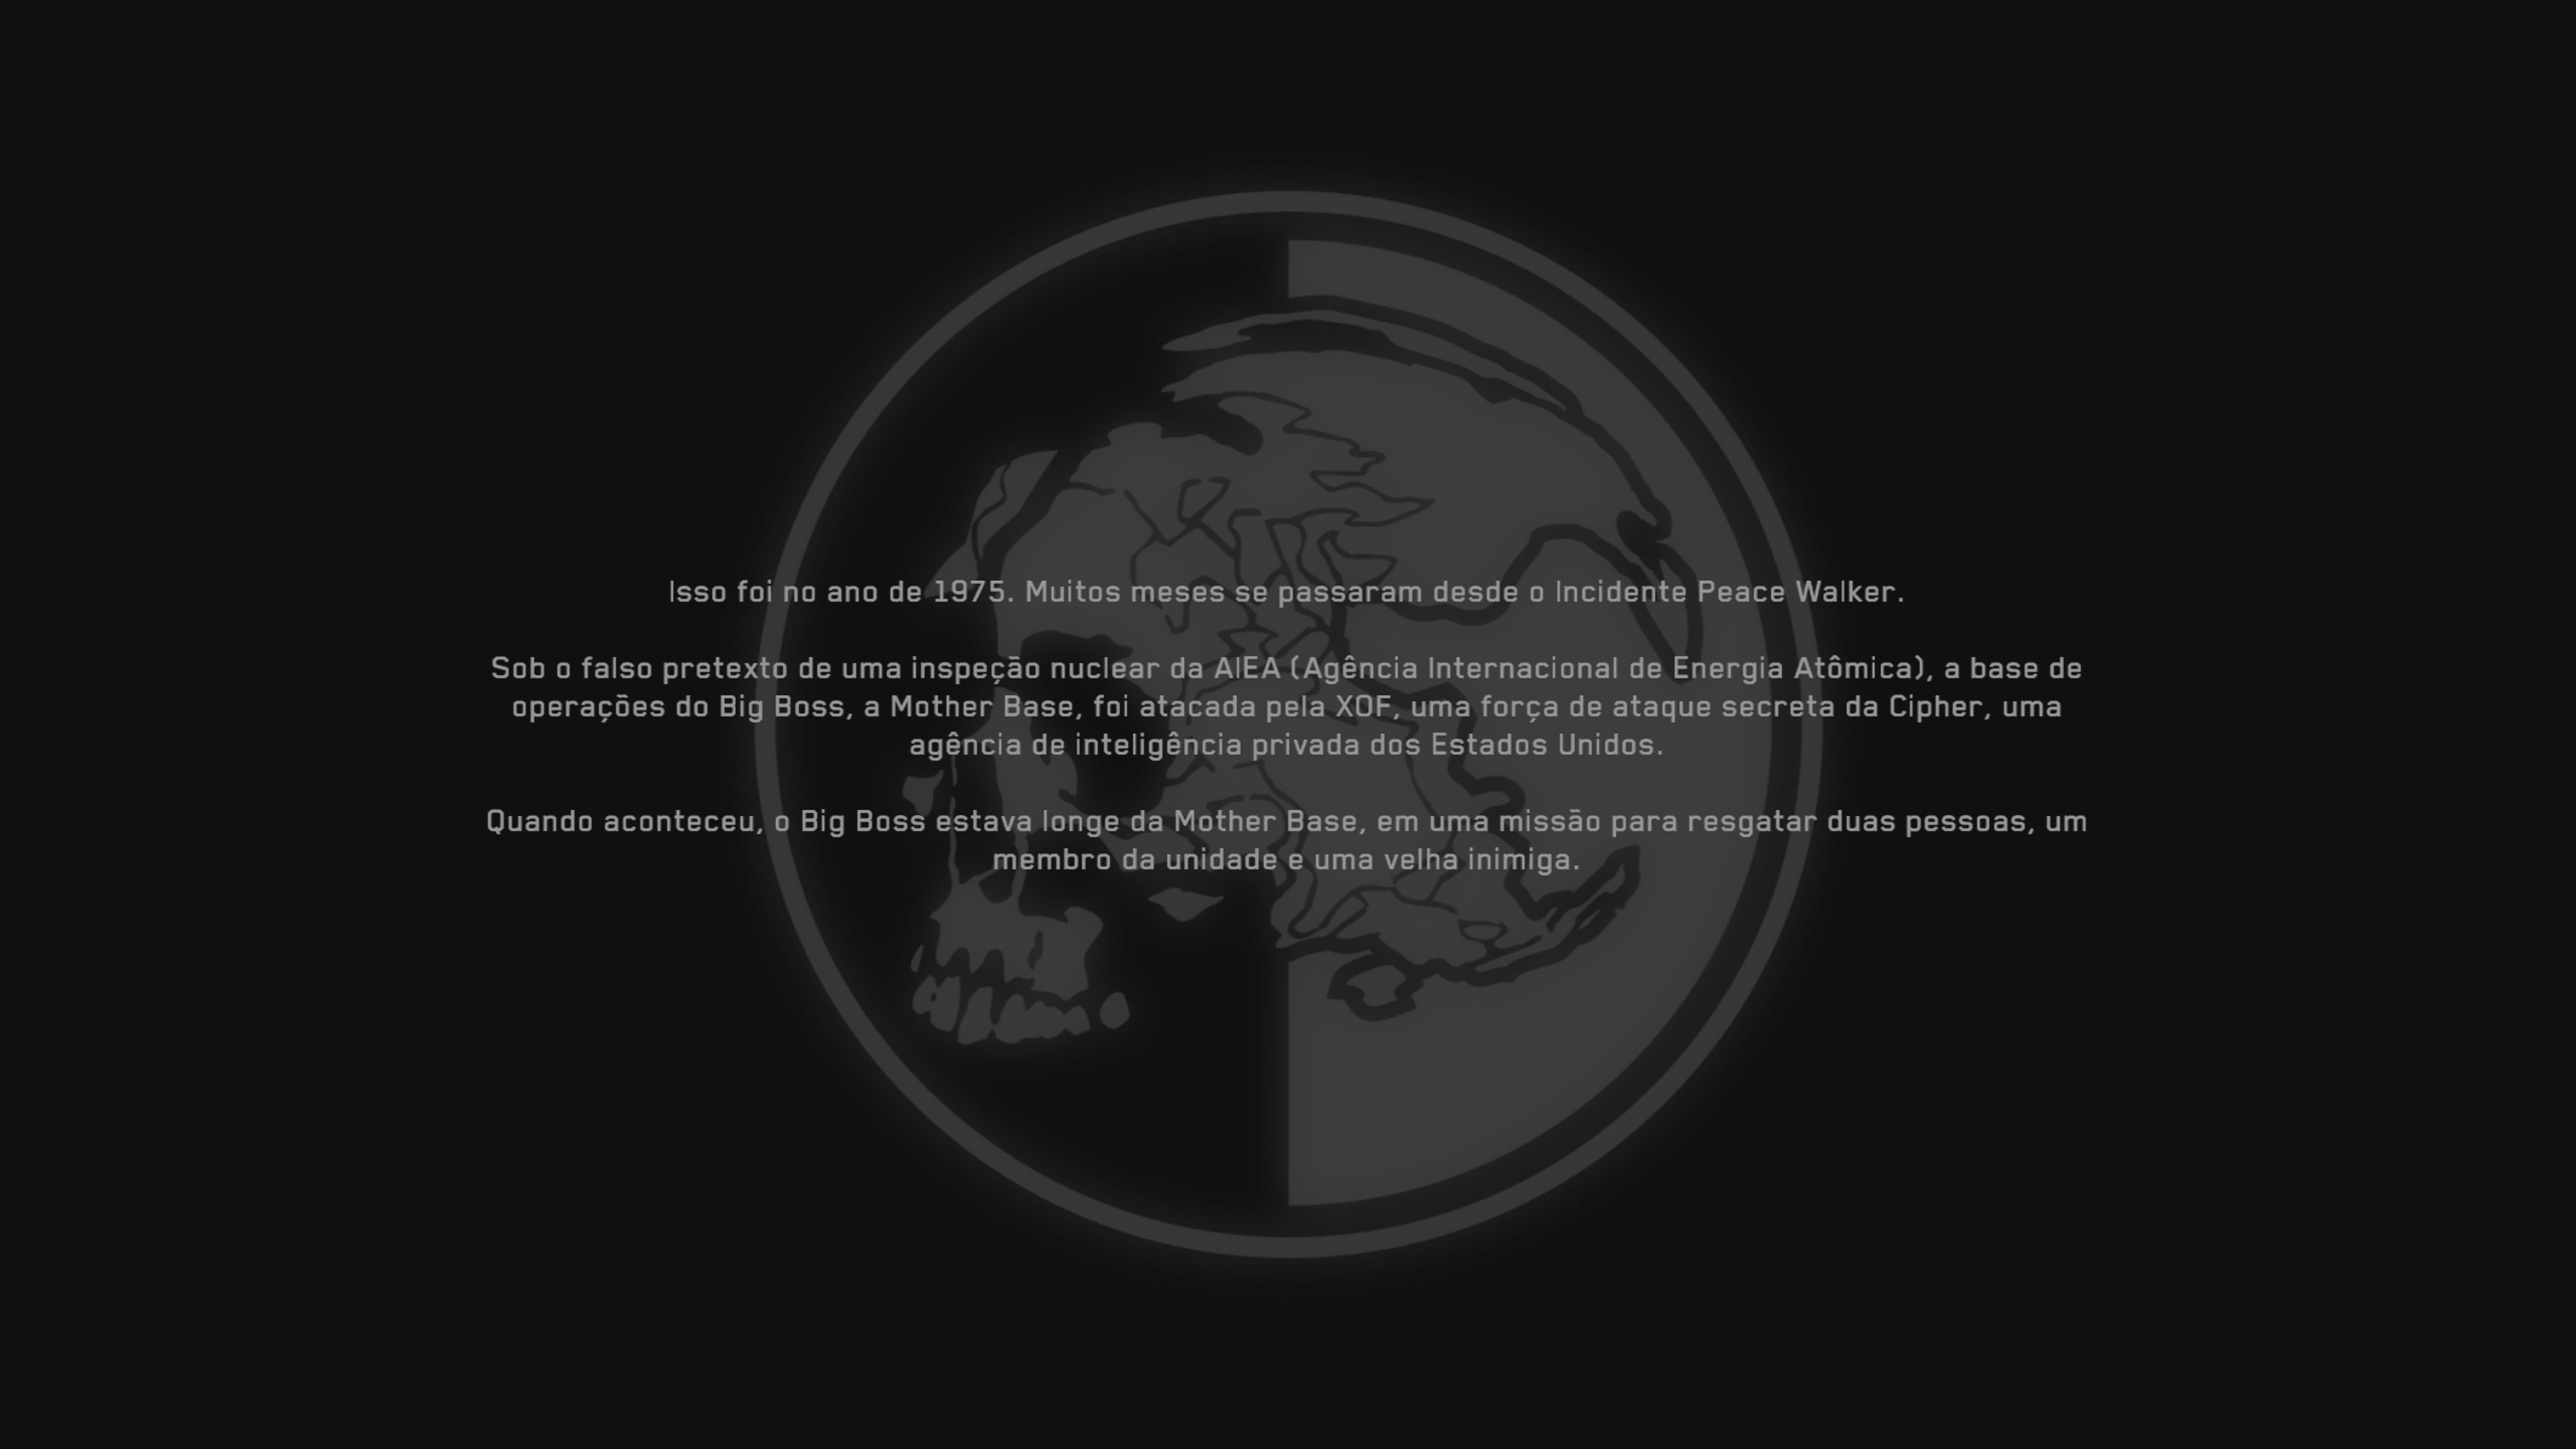 Isso foi no ano de 1975. Muitos meses se passaram desde o Incidente Peace Walker.
Sob o falso pretexto de uma inspeção nuclear da AIEA (Agência Internacional de Energia Atômica), a base de
operações do Big Boss, a Mother Base, foi atacada pela XOF, uma força de ataque secreta da Cipher, uma
agência de inteligência privada dos Estados Unidos.
Quando aconteceu, o Big Boss estava longe da Mother Base, em uma missão para resgatar duas pessoas, um
membro da unidade e uma velha inimiga.